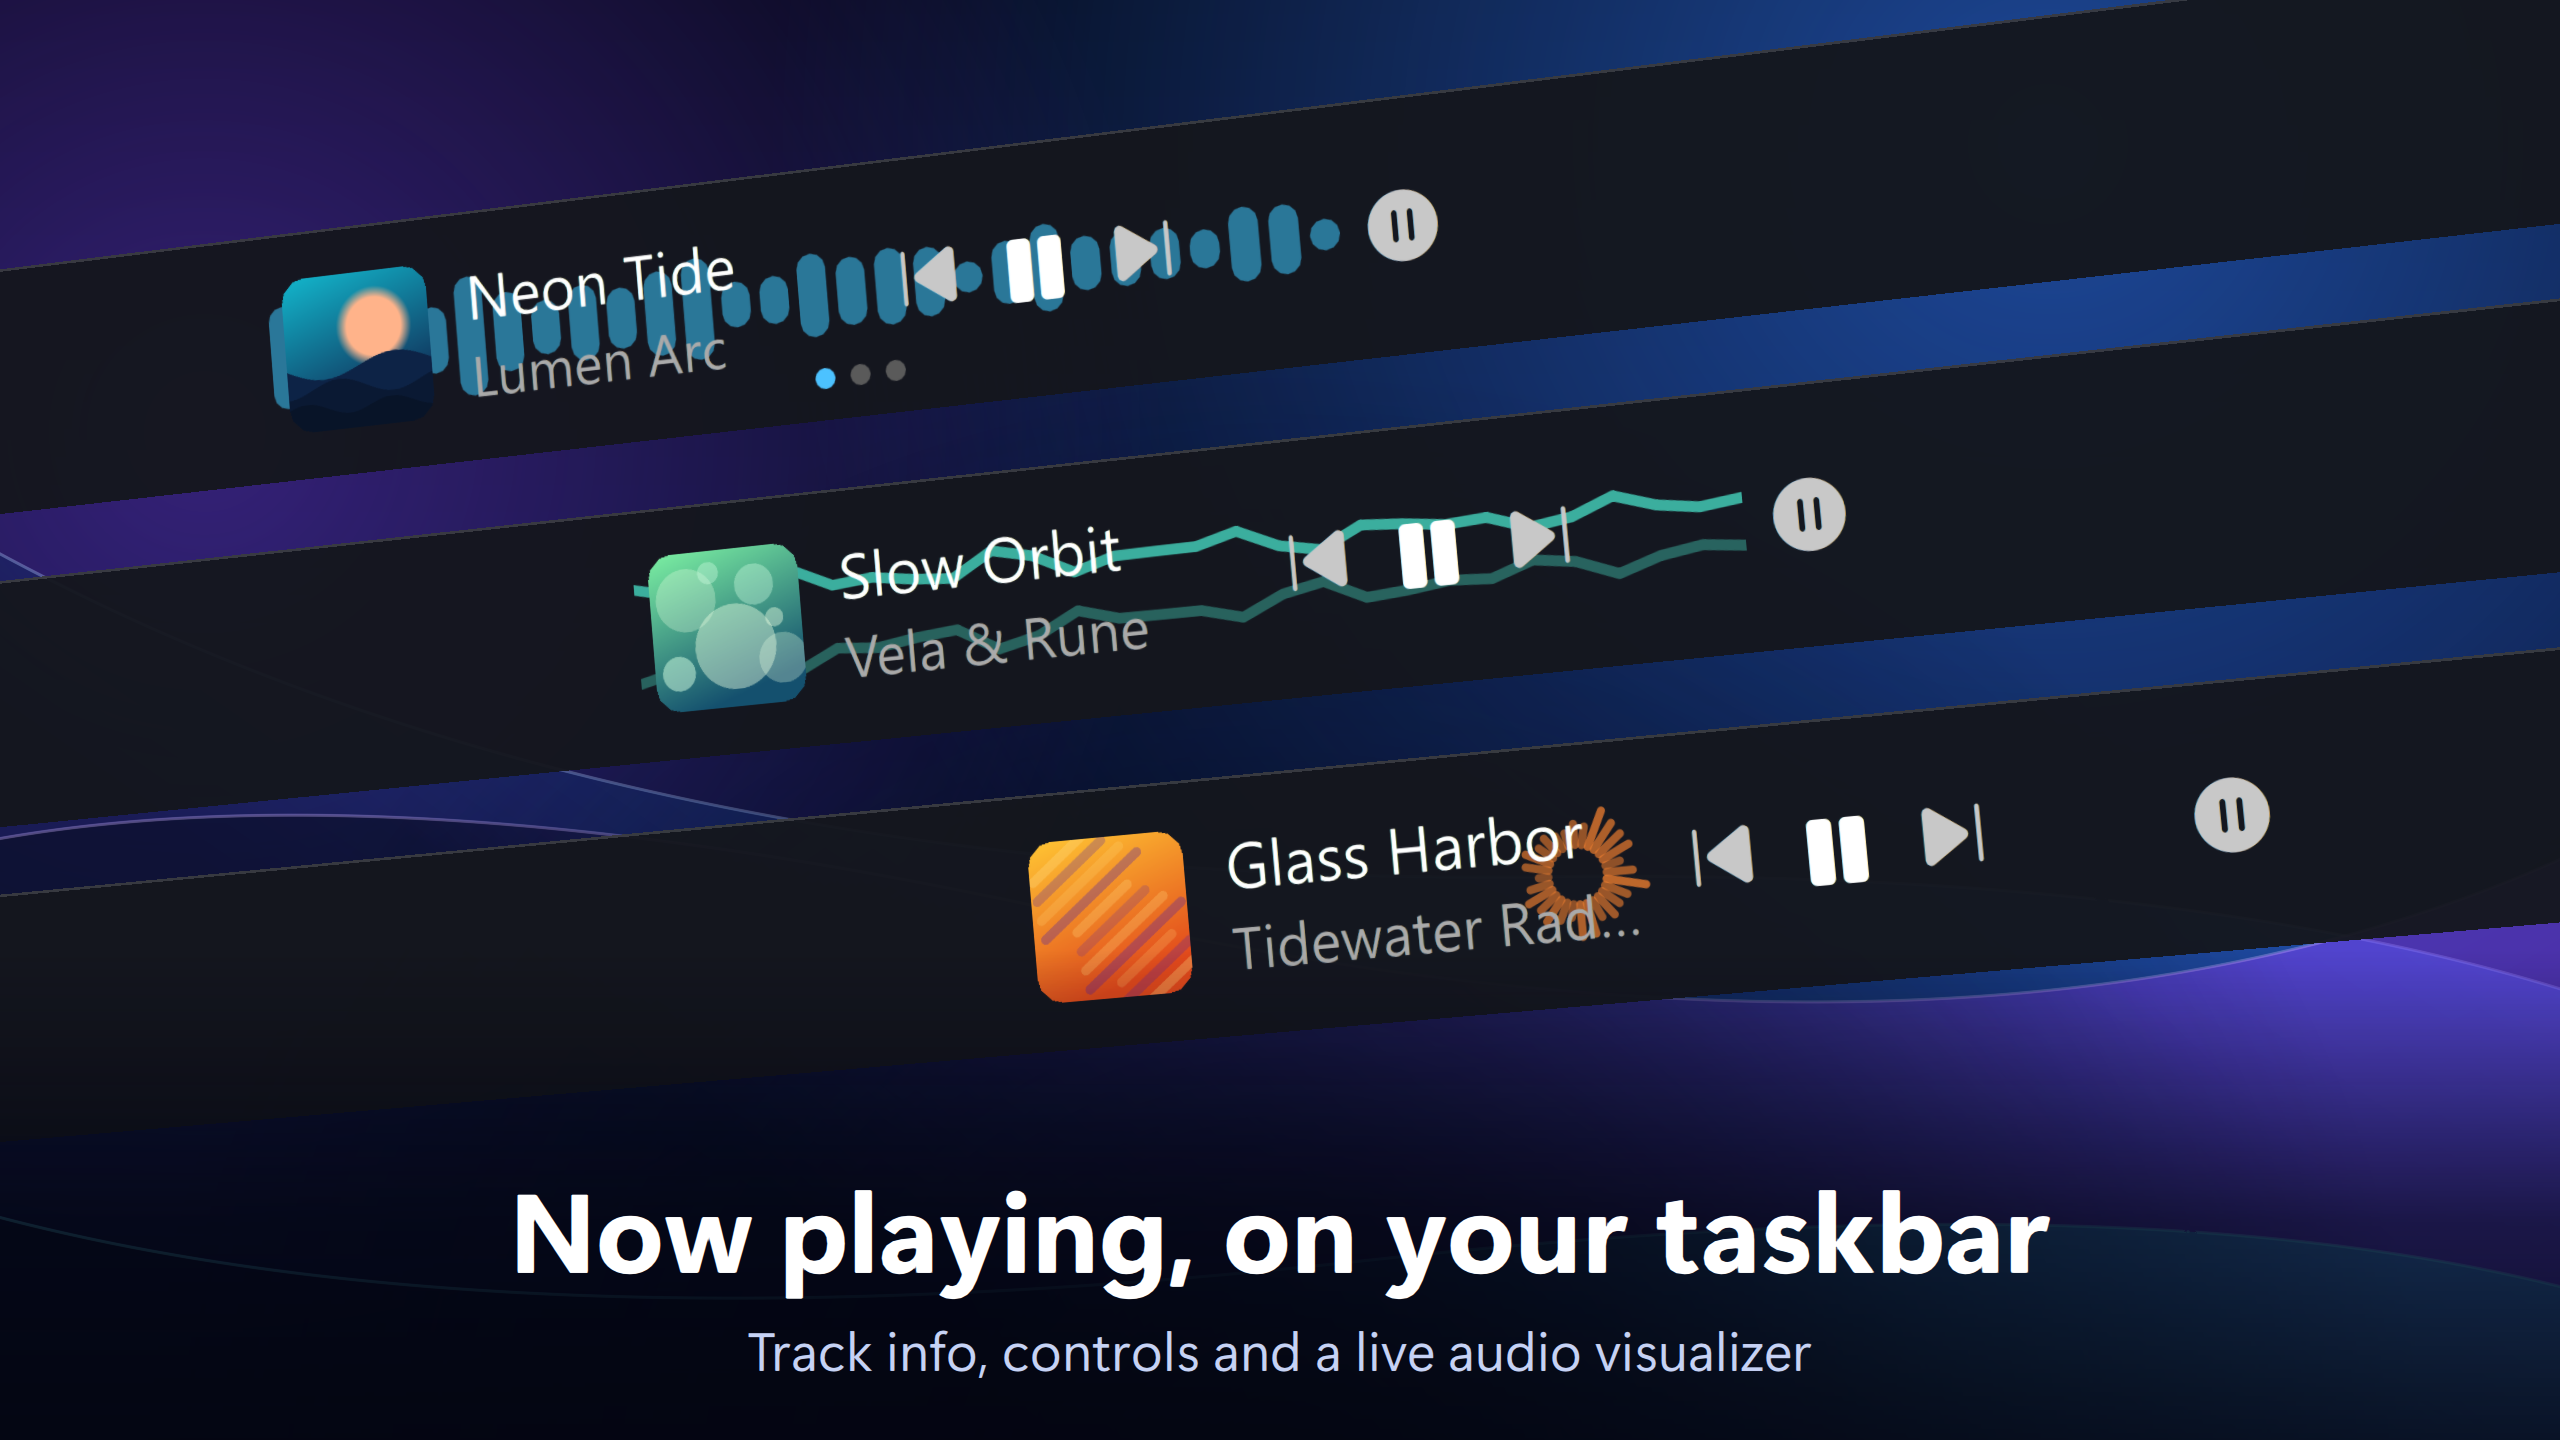 Neon Tide
Lumen Arc
Slow Orbit
Vela & Rune
Glass Harbor
Tidewater Rad...
Now playing, on your taskbar
Track info, controls and a live audio visualizer